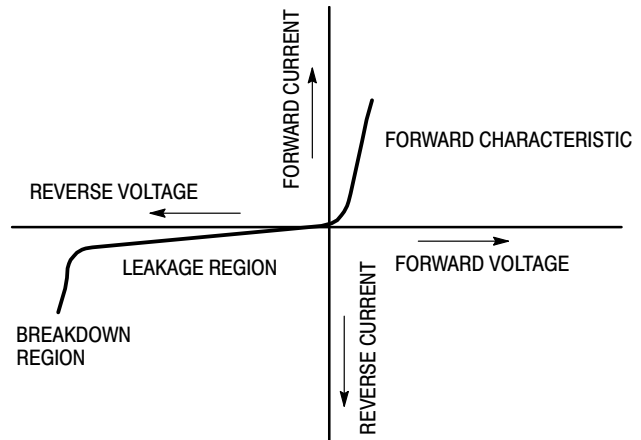 FORWARD CURRENT
FORWARD CHARACTERISTIC
REVERSE VOLTAGE
LEAKAGE REGION
FORWARD VOLTAGE
BREAKDOWN
REGION
REVERSE CURRENT